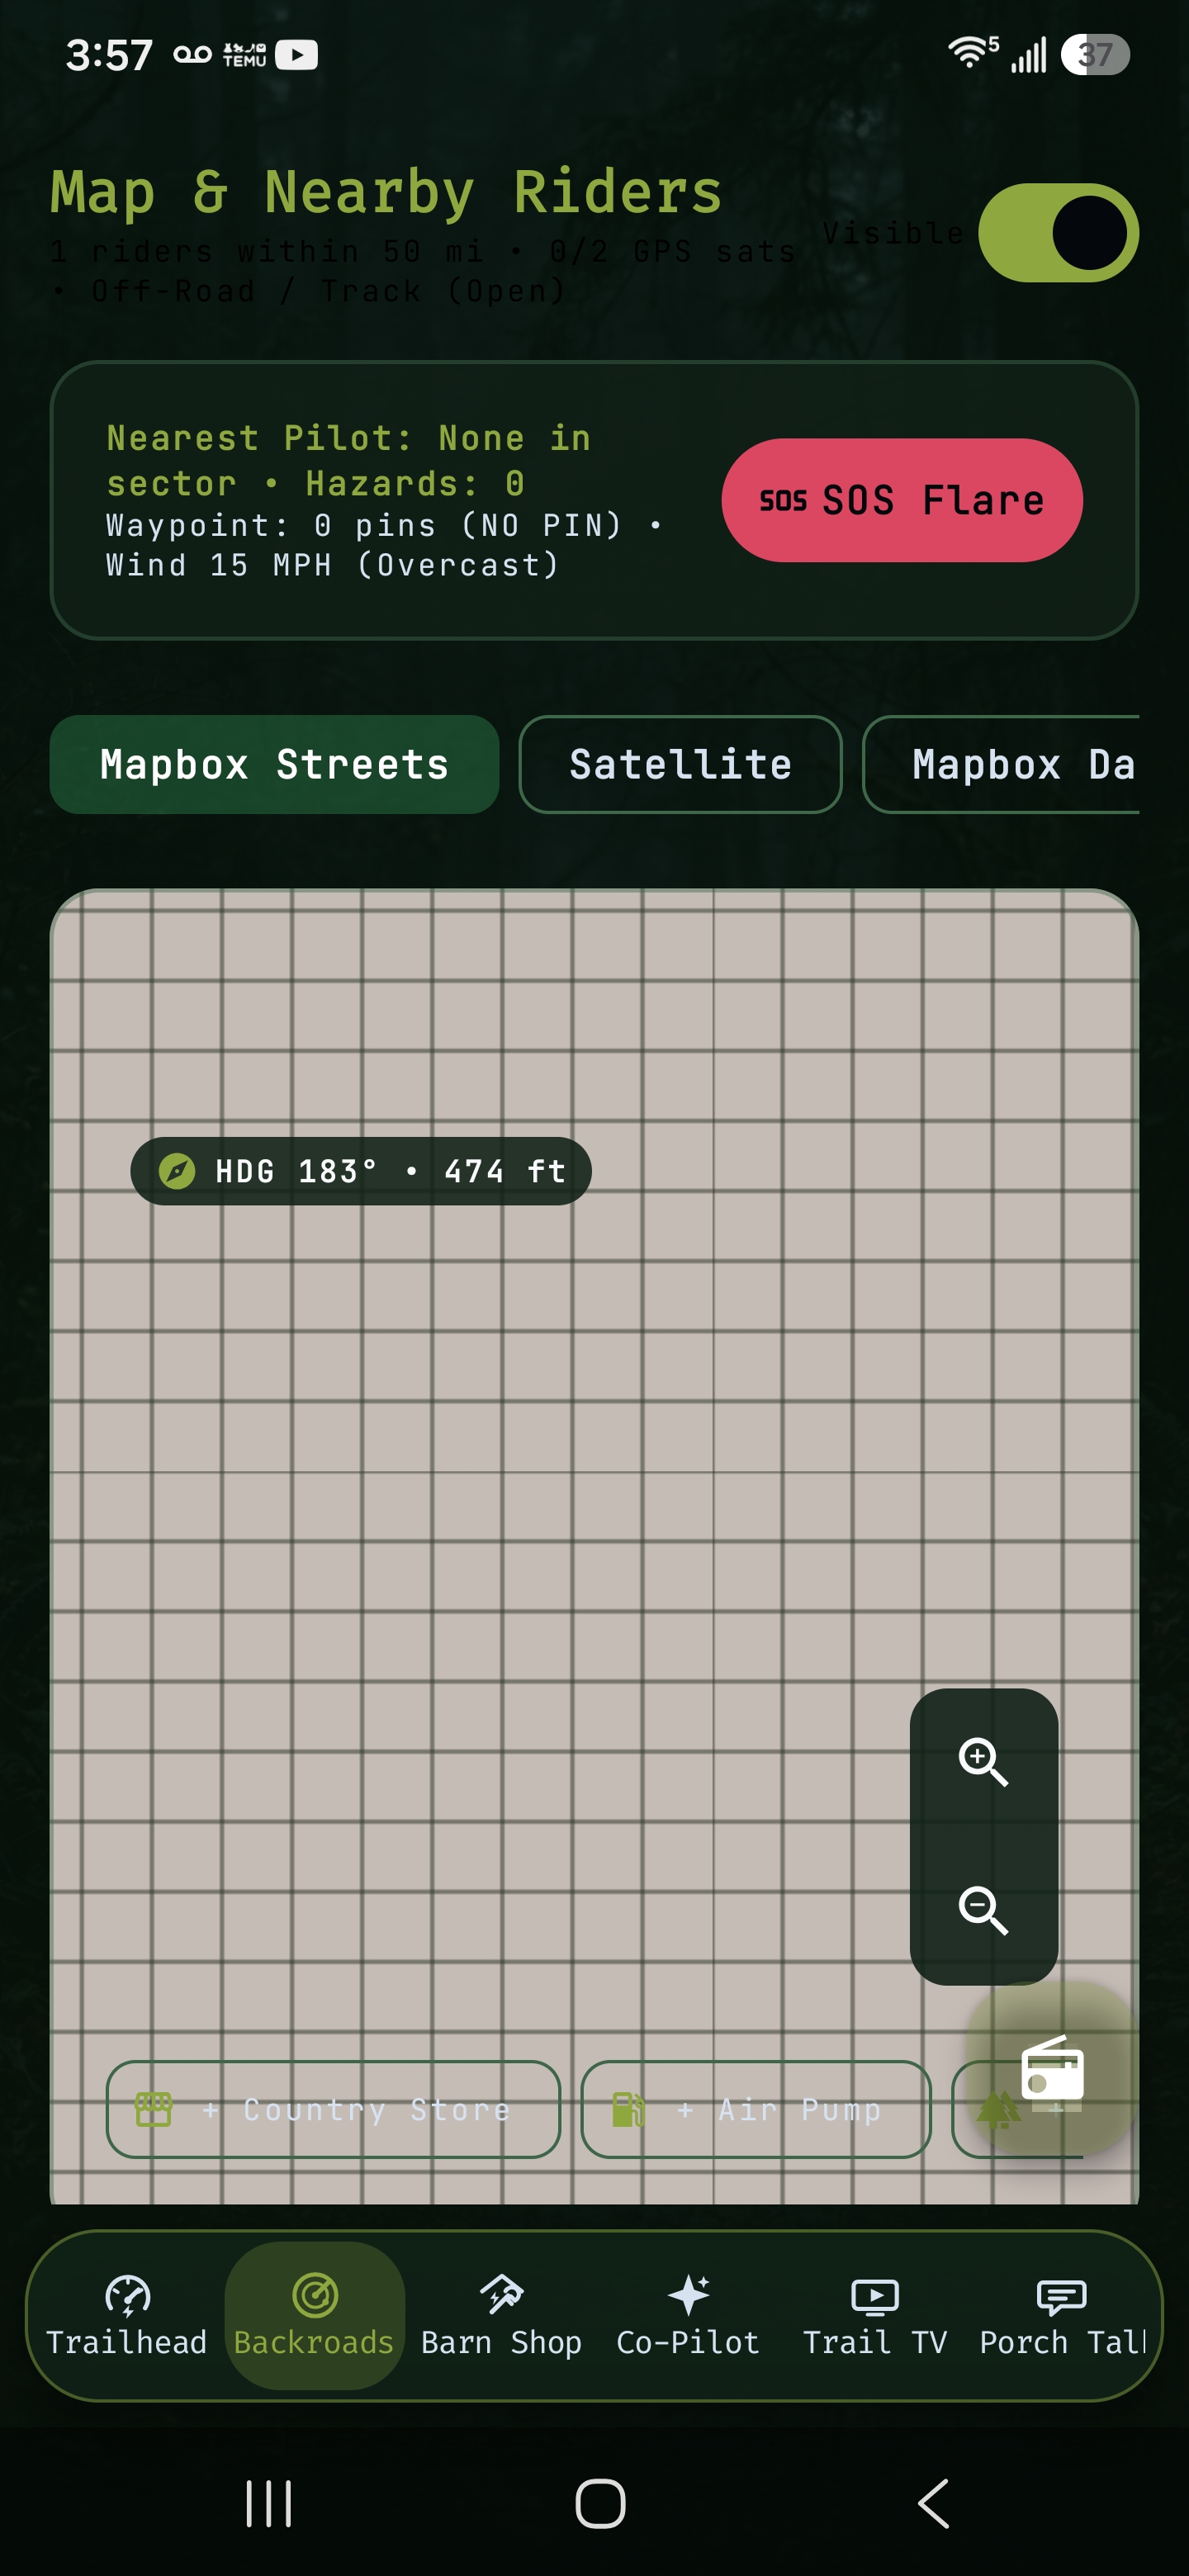 3:57 TEMU 5 37
Map & Nearby Riders
1 riders within 50 mi • 0/2 GPS sats
• Off-Road / Track (Open)
Visible
Nearest Pilot: None in
sector • Hazards: 0
Waypoint: 0 pins (NO PIN) •
Wind 15 MPH (Overcast)
SOS SOS Flare
Mapbox Streets
Satellite
Mapbox Da
HDG 183° • 474 ft
+ Country Store
+ Air Pump
+
Trailhead
Backroads
Barn Shop
Co-Pilot
Trail TV
Porch Tal